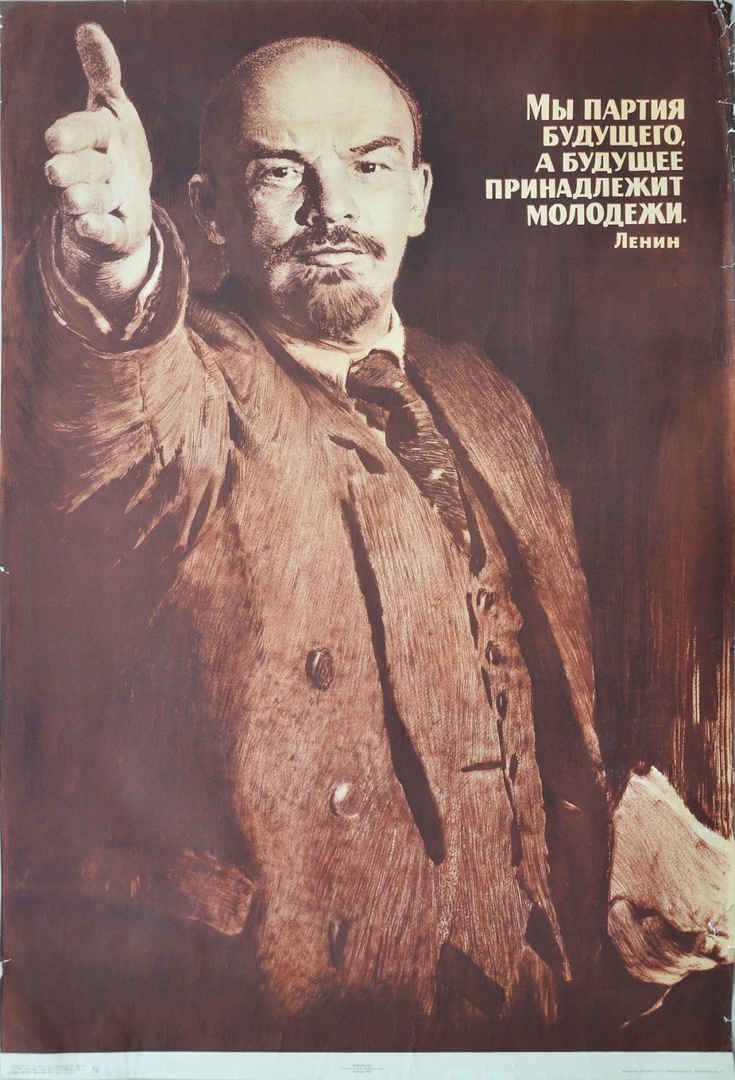 Мы партия
будущего,
а будущее
принадлежит
молодежи.
Ленин